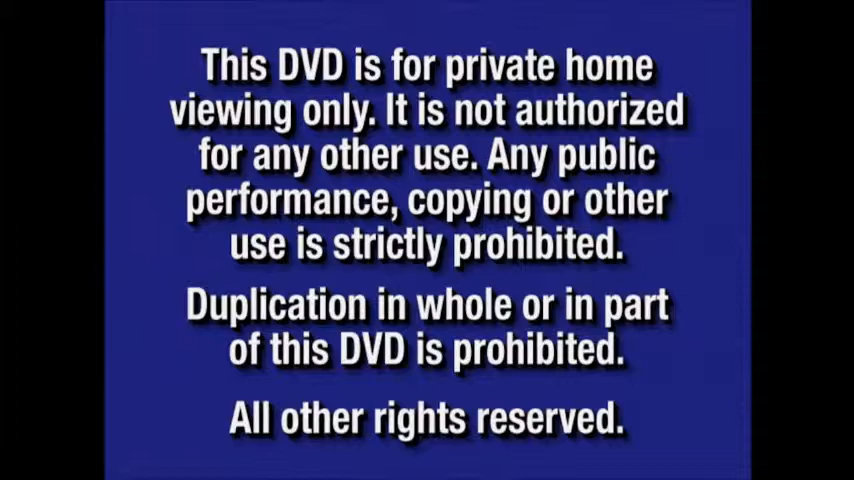 This DVD is for private home
viewing only. It is not authorized
for any other use. Any public
performance, copying or other
use is strictly prohibited.
Duplication in whole or in part
of this DVD is prohibited.
All other rights reserved.